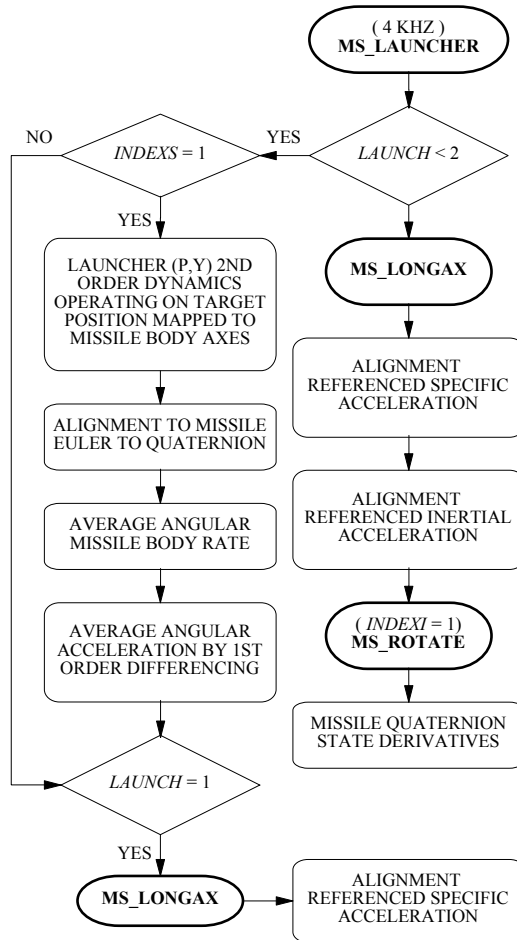 ( 4 KHZ )
MS_LAUNCHER
NO
INDEXS = 1
YES
LAUNCH < 2
YES
LAUNCHER (P,Y) 2ND
ORDER DYNAMICS
OPERATING ON TARGET
POSITION MAPPED TO
MISSILE BODY AXES
MS_LONGAX
ALIGNMENT
REFERENCED SPECIFIC
ACCELERATION
ALIGNMENT TO MISSILE
EULER TO QUATERNION
ALIGNMENT
REFERENCED INERTIAL
ACCELERATION
AVERAGE ANGULAR
MISSILE BODY RATE
AVERAGE ANGULAR
ACCELERATION BY 1ST
ORDER DIFFERENCING
( INDEXI = 1)
MS_ROTATE
MISSILE QUATERNION
STATE DERIVATIVES
LAUNCH = 1
YES
MS_LONGAX
ALIGNMENT
REFERENCED SPECIFIC
ACCELERATION